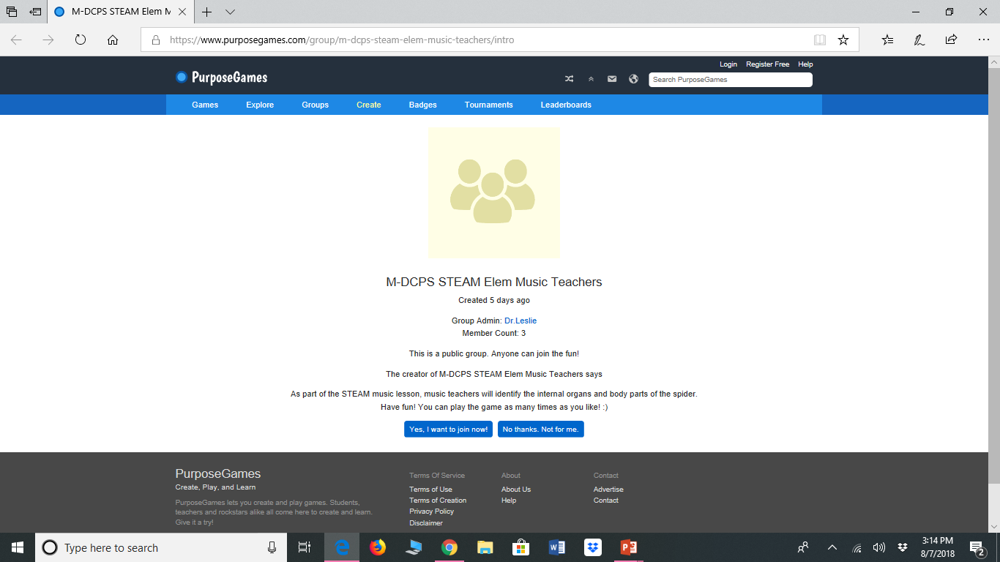 M-DCPS STEAM Elem M
https://www.purposegames.com/group/m-dcps-steam-elem-music-teachers/intro
Login Register Free Help
PurposeGames
Search PurposeGames
Games Explore Groups Create Badges Tournaments Leaderboards
M-DCPS STEAM Elem Music Teachers
Created 5 days ago
Group Admin: Dr.Leslie
Member Count: 3
This is a public group. Anyone can join the fun!
The creator of M-DCPS STEAM Elem Music Teachers says
As part of the STEAM music lesson, music teachers will identify the internal organs and body parts of the spider.
Have fun! You can play the game as many times as you like! :)
Yes, I want to join now! No thanks. Not for me.
PurposeGames
Create, Play, and Learn
PurposeGames lets you create and play games. Students,
teachers and rockstars alike all come here to create and learn.
Give it a try!
Terms Of Service
Terms of Use
Terms of Creation
Privacy Policy
Disclaimer
About
About Us
Help
Contact
Advertise
Contact
Type here to search
3:14 PM
8/7/2018
2